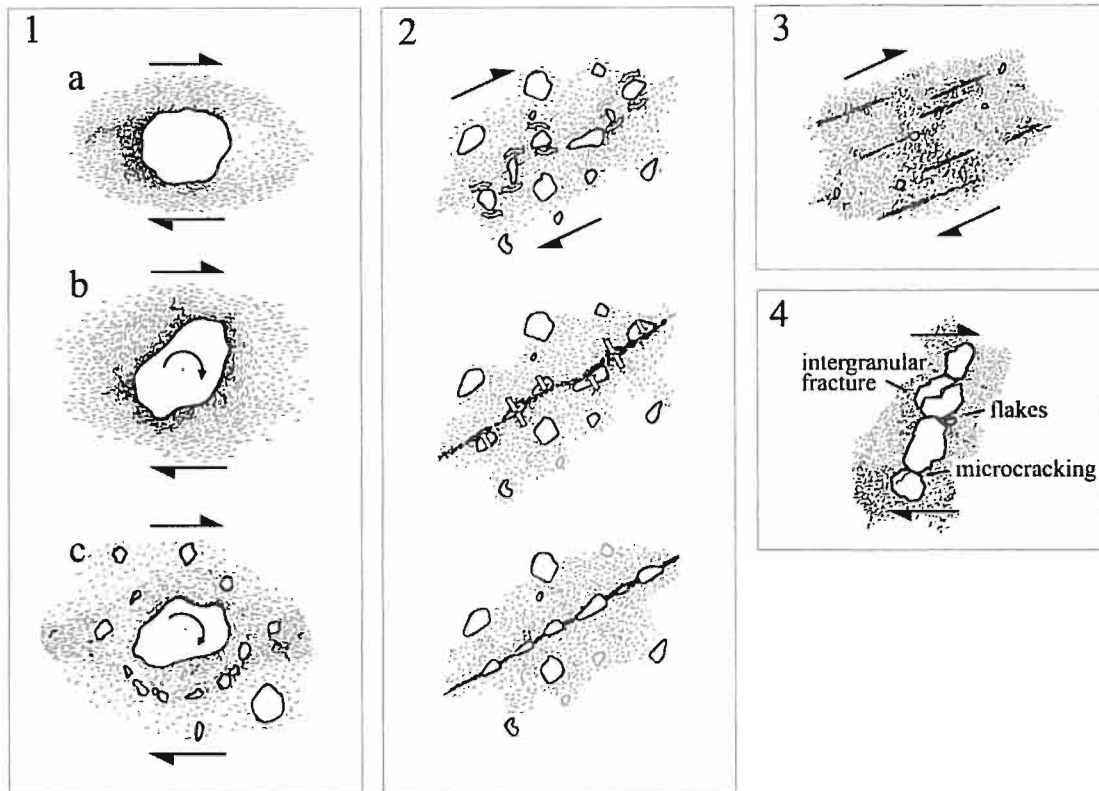 1
a
b
c
2
3
4
intergranular
fracture
flakes
microcracking